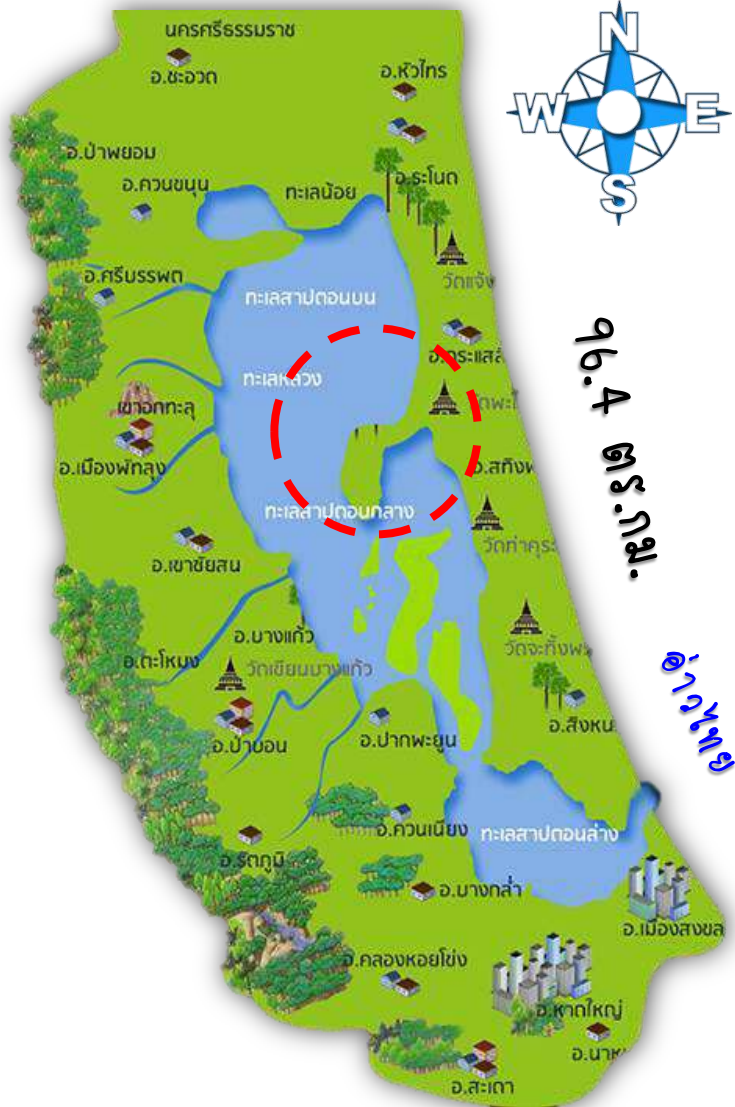 นครศรีธรรมราช
อ.ชะอวด
อ.หัวไทร
N
W E
S
อ.ป่าพยอม
อ.ควนขนุน
ทะเลน้อย
อ.ระโนด
วัดแจ้ง
อ.ศรีบรรพต
ทะเลสาปตอนบน
อ.กระแสสิ
ทะเลหลวง
เขาอกทะลุ
วัดพะโ
อ.เมืองพัทลุง
อ.สทิงพ
96.4 ตร.กม.
ทะเลสาปตอนกลาง
วัดท่าคุระ
อ.เขาชัยสน
อ.บางแก้ว
วัดจะทิ้งพ
อ.ตะโหมด
วัดเขียนบางแก้ว
อ่าวไทย
อ.สิงหน
อ.ป่าบอน
อ.ปากพะยูน
อ.ควนเนียง
ทะเลสาปตอนล่าง
อ.รัตภูมิ
อ.บางกล่ำ
อ.เมืองสงขล
อ.คลองหอยโข่ง
อ.หาดใหญ่
อ.นาห
อ.สะเดา